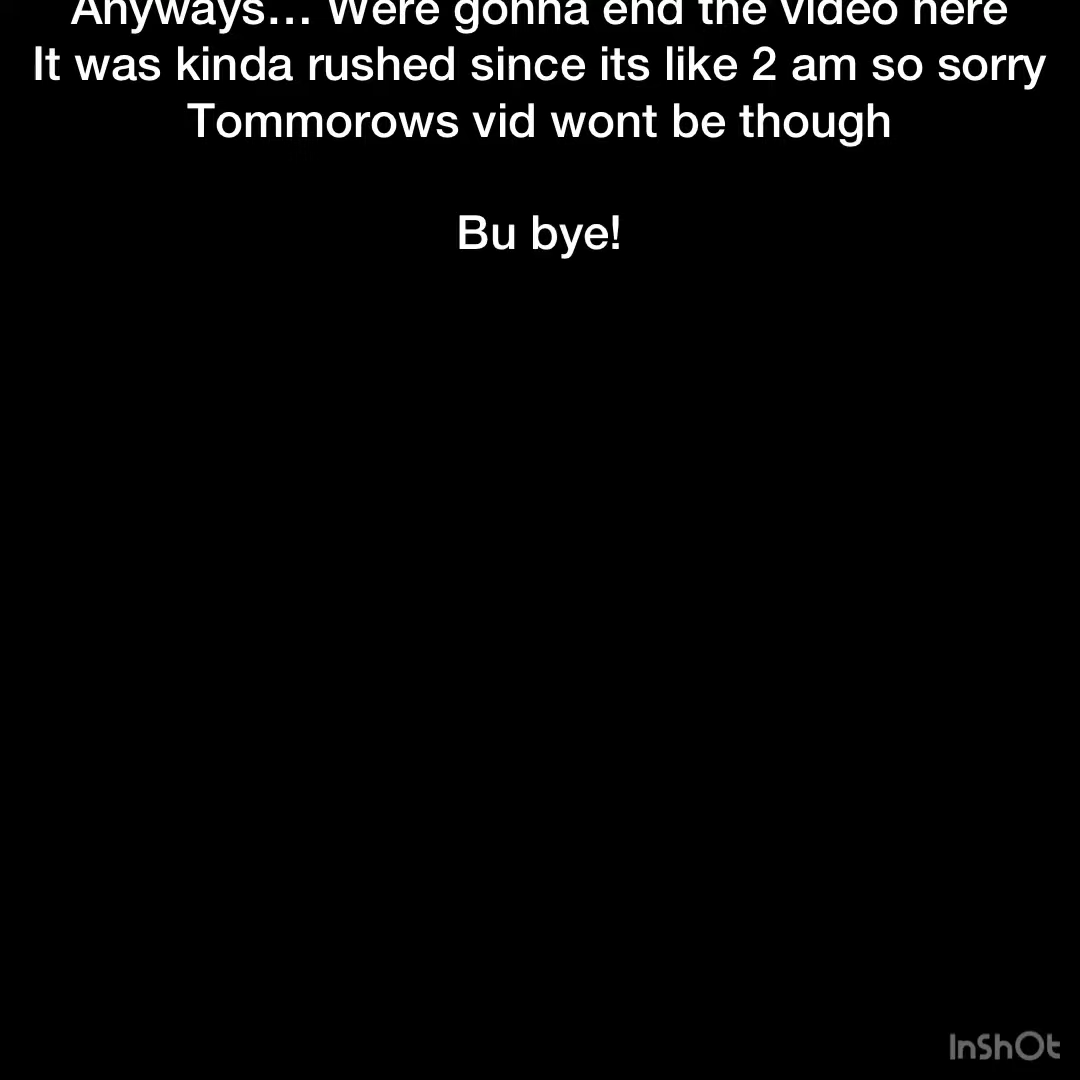 Anyways... Were gonna end the video here
It was kinda rushed since its like 2 am so sorry
Tommorows vid wont be though
Bu bye!
InShOt